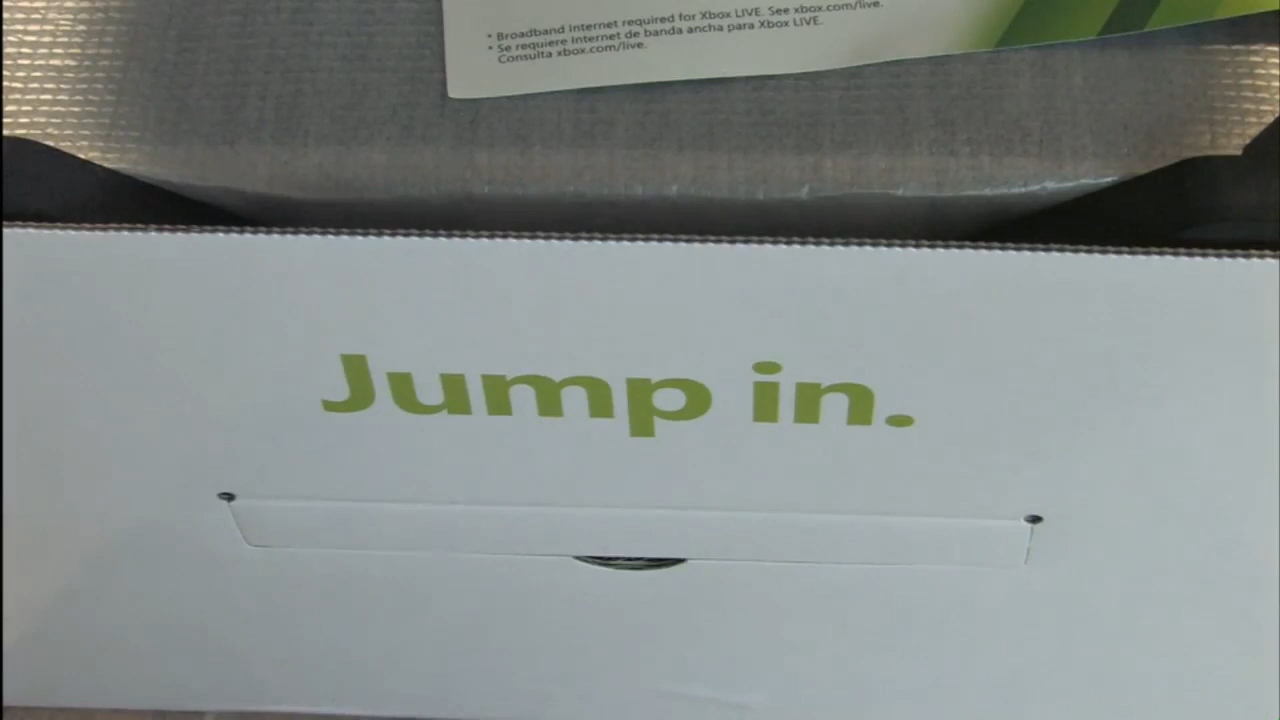 * Broadband Internet required for Xbox LIVE. See xbox.com/live.
* Se requiere Internet de banda ancha para Xbox LIVE.
Consulta xbox.com/live.
Jump in.